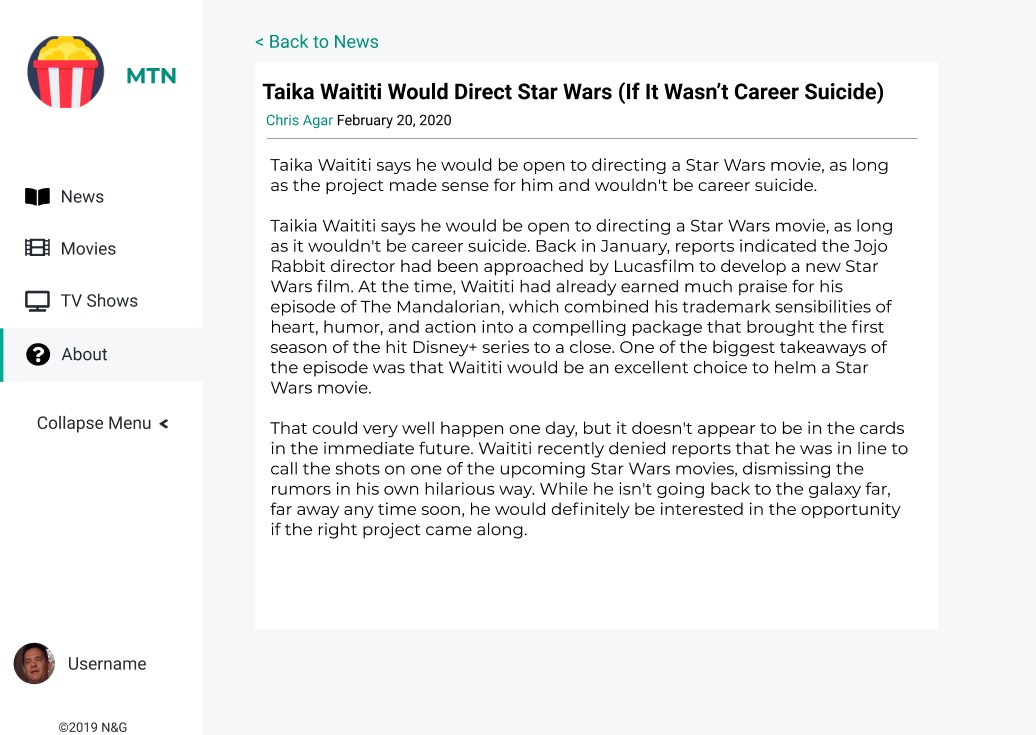 MTN
News
Movies
TV Shows
? About
Collapse Menu <
Username
©2019 N&G
< Back to News
Taika Waititi Would Direct Star Wars (If It Wasn’t Career Suicide)
Chris Agar February 20, 2020
Taika Waititi says he would be open to directing a Star Wars movie, as long
as the project made sense for him and wouldn't be career suicide.
Taikia Waititi says he would be open to directing a Star Wars movie, as long
as it wouldn't be career suicide. Back in January, reports indicated the Jojo
Rabbit director had been approached by Lucasfilm to develop a new Star
Wars film. At the time, Waititi had already earned much praise for his
episode of The Mandalorian, which combined his trademark sensibilities of
heart, humor, and action into a compelling package that brought the first
season of the hit Disney+ series to a close. One of the biggest takeaways of
the episode was that Waititi would be an excellent choice to helm a Star
Wars movie.
That could very well happen one day, but it doesn't appear to be in the cards
in the immediate future. Waititi recently denied reports that he was in line to
call the shots on one of the upcoming Star Wars movies, dismissing the
rumors in his own hilarious way. While he isn't going back to the galaxy far,
far away any time soon, he would definitely be interested in the opportunity
if the right project came along.